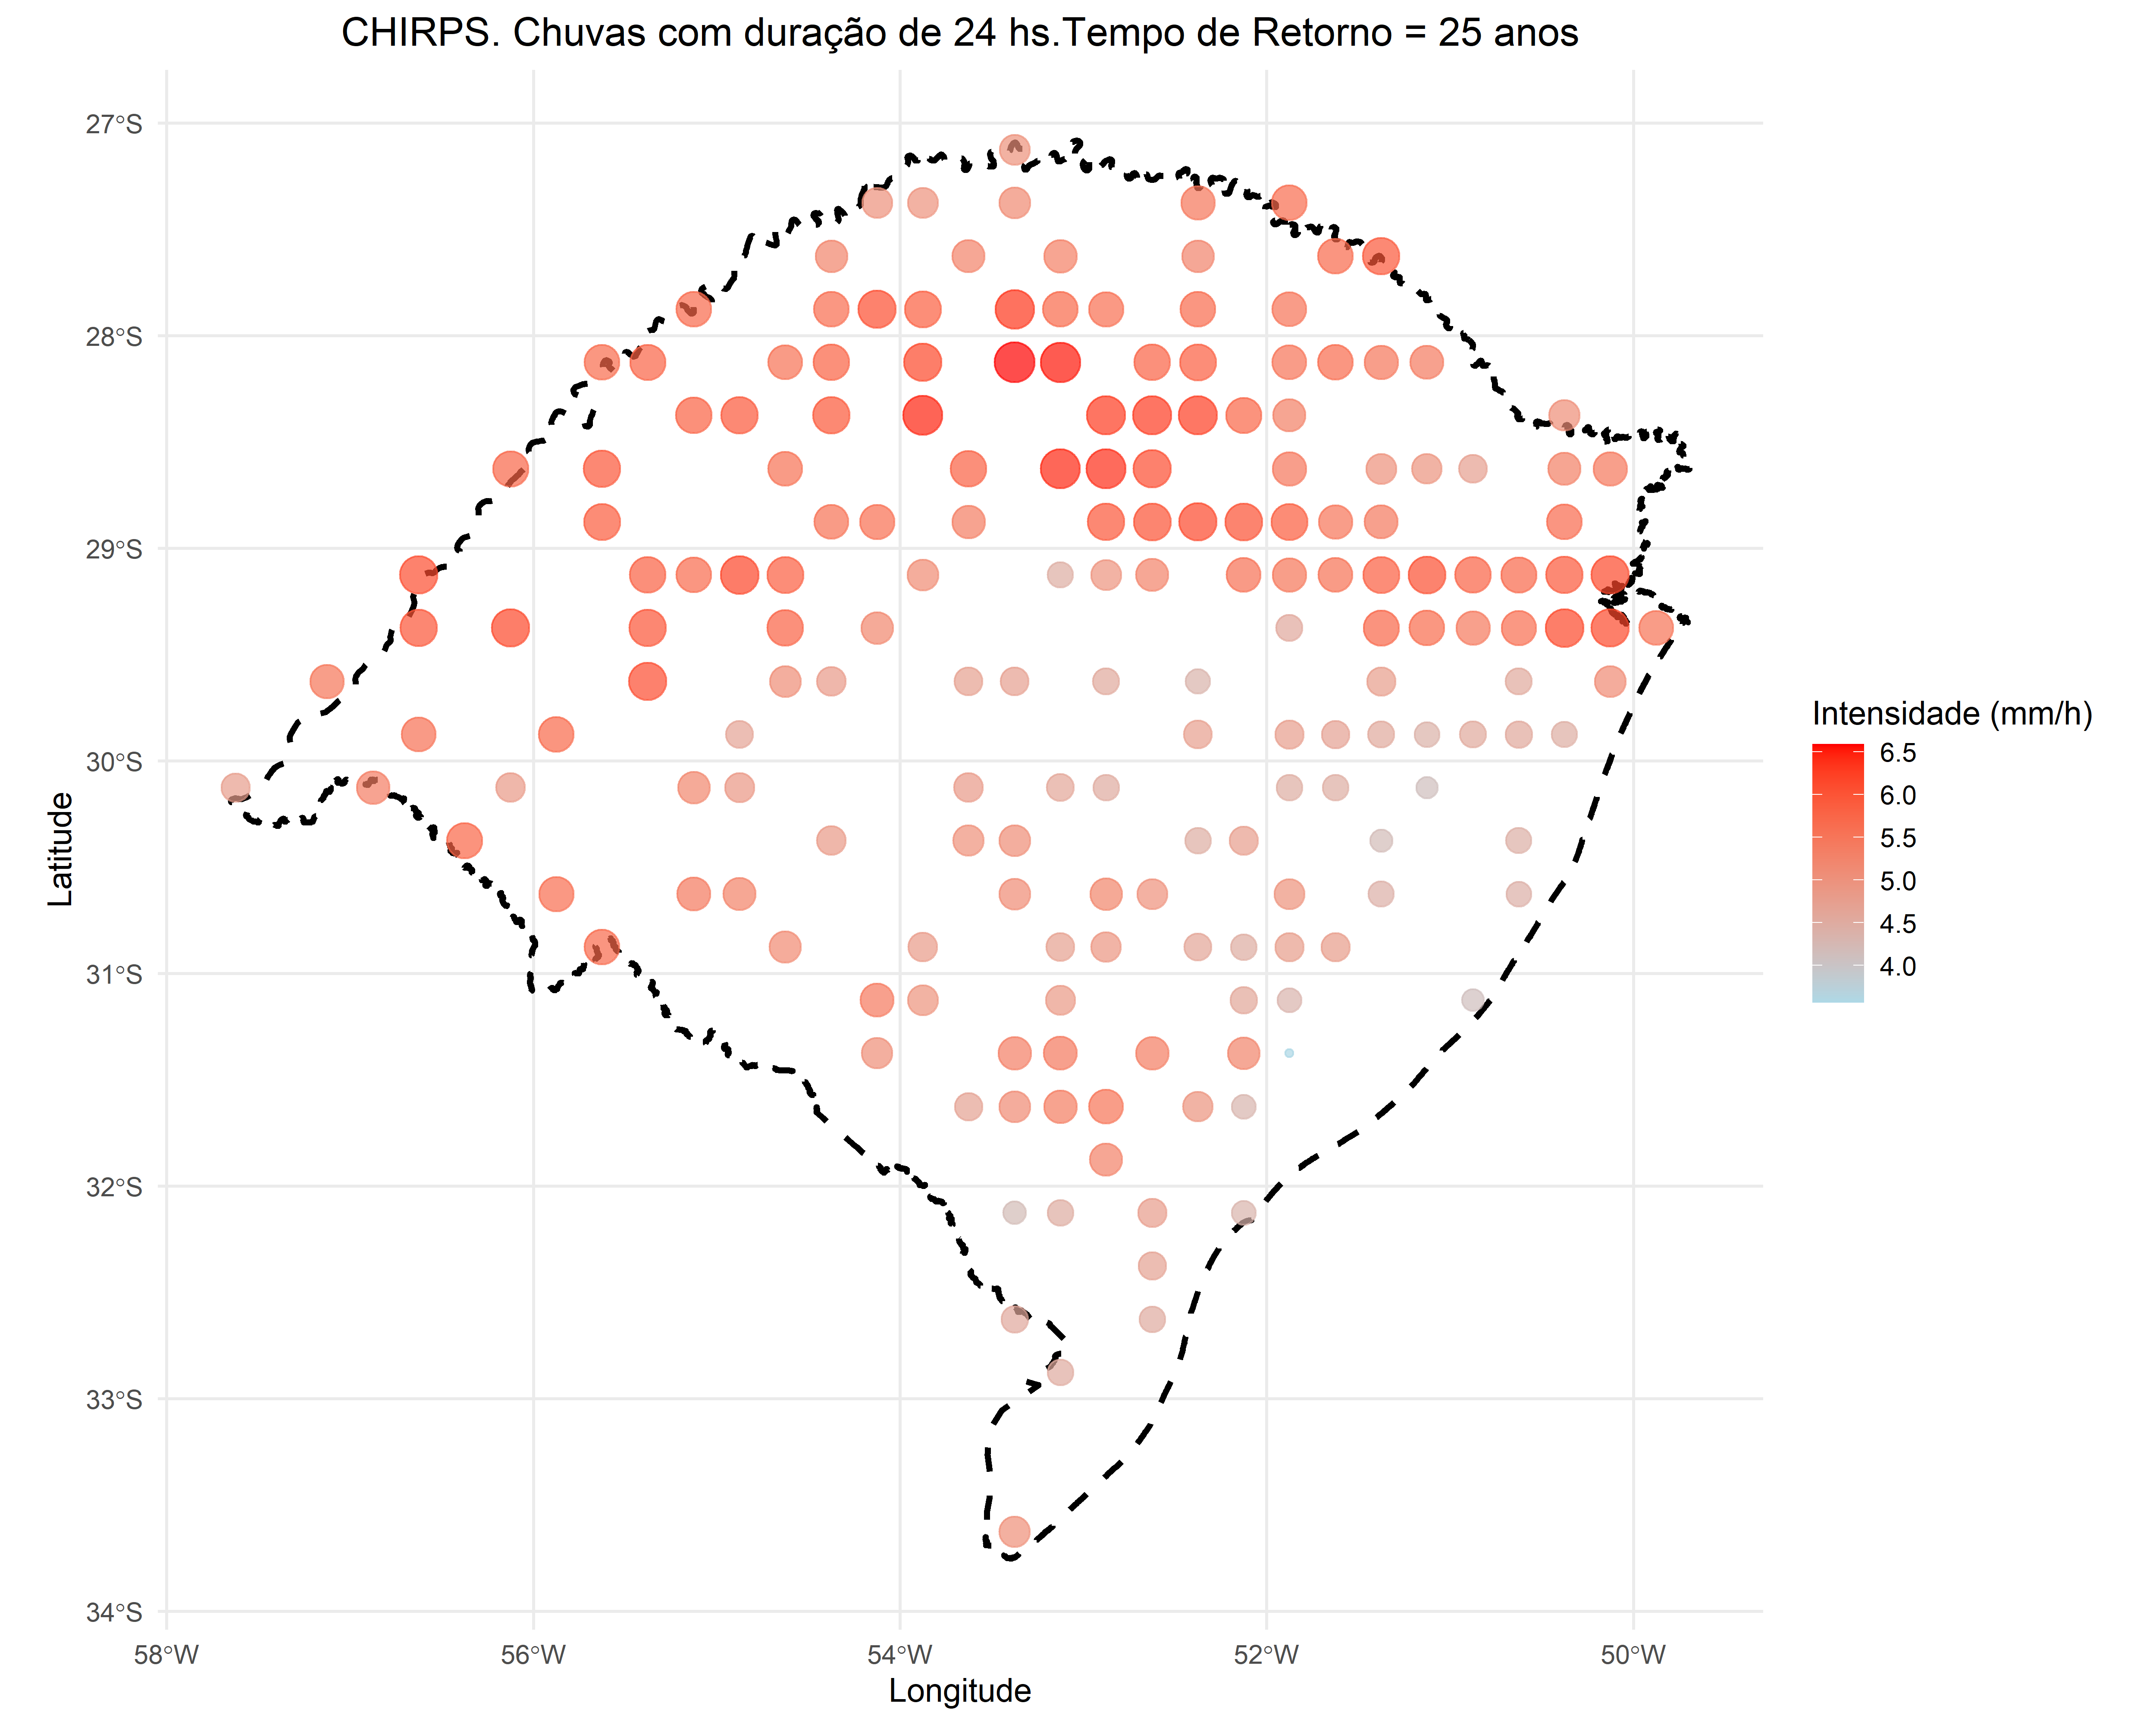 CHIRPS. Chuvas com duração de 24 hs.Tempo de Retorno = 25 anos
27°S
28°S
29°S
30°S
31°S
32°S
33°S
34°S
Latitude
58°W
56°W
54°W
52°W
50°W
Longitude
Intensidade (mm/h)
6.5
6.0
5.5
5.0
4.5
4.0